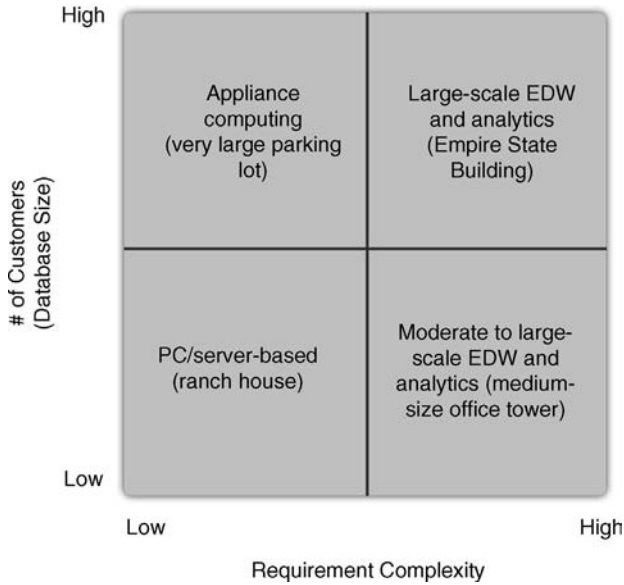 High
Appliance
computing
(very large parking
lot)
Large-scale EDW
and analytics
(Empire State
Building)
# of Customers
(Database Size)
PC/server-based
(ranch house)
Moderate to large-
scale EDW and
analytics (medium-
size office tower)
Low
Low
High
Requirement Complexity